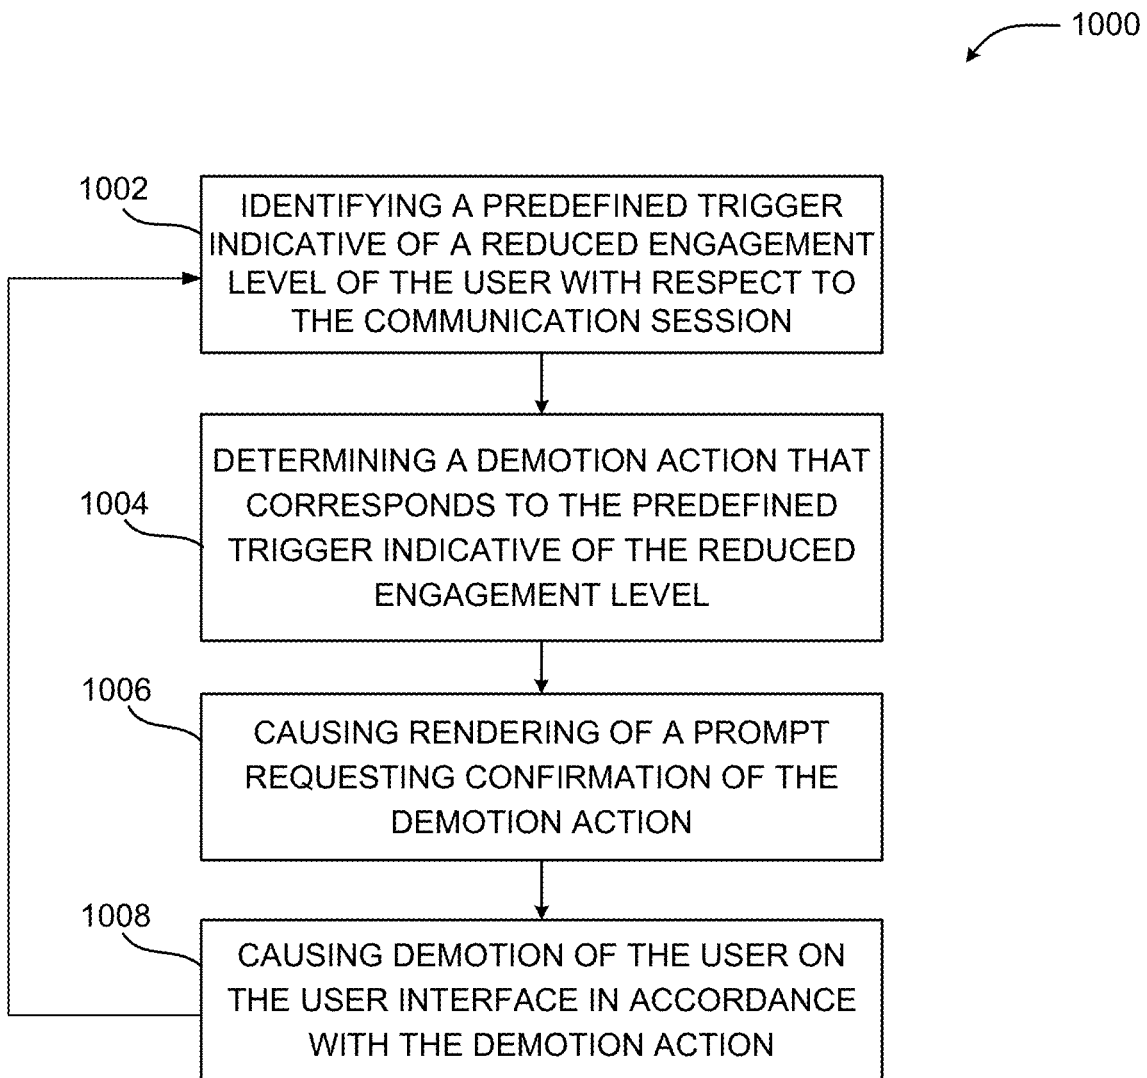 1000
1002
IDENTIFYING A PREDEFINED TRIGGER
INDICATIVE OF A REDUCED ENGAGEMENT
LEVEL OF THE USER WITH RESPECT TO
THE COMMUNICATION SESSION
1004
DETERMINING A DEMOTION ACTION THAT
CORRESPONDS TO THE PREDEFINED
TRIGGER INDICATIVE OF THE REDUCED
ENGAGEMENT LEVEL
1006
CAUSING RENDERING OF A PROMPT
REQUESTING CONFIRMATION OF THE
DEMOTION ACTION
1008
CAUSING DEMOTION OF THE USER ON
THE USER INTERFACE IN ACCORDANCE
WITH THE DEMOTION ACTION